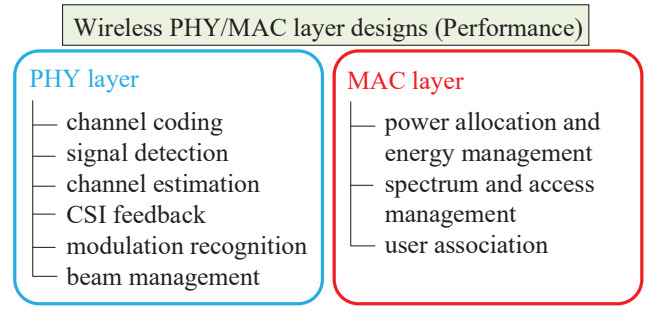 Wireless PHY/MAC layer designs (Performance)
PHY layer
channel coding
signal detection
channel estimation
CSI feedback
modulation recognition
beam management
MAC layer
power allocation and
energy management
spectrum and access
management
user association